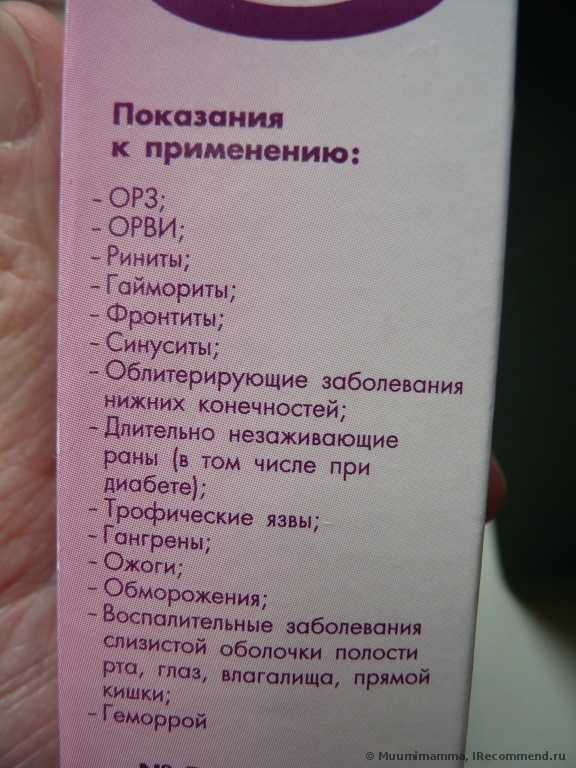 Показания
к применению:
- ОРЗ;
- ОРВИ;
- Риниты;
- Гаймориты;
- Фронтиты;
- Синуситы;
- Облитерирующие заболевания
нижних конечностей;
- Длительно незаживающие
раны (в том числе при
диабете);
- Трофические язвы;
- Гангрены;
- Ожоги;
- Обморожения;
- Воспалительные заболевания
слизистой оболочки полости
рта, глаз, влагалища, прямой
кишки;
- Геморрой
© Muumimamma, IRecommend.ru